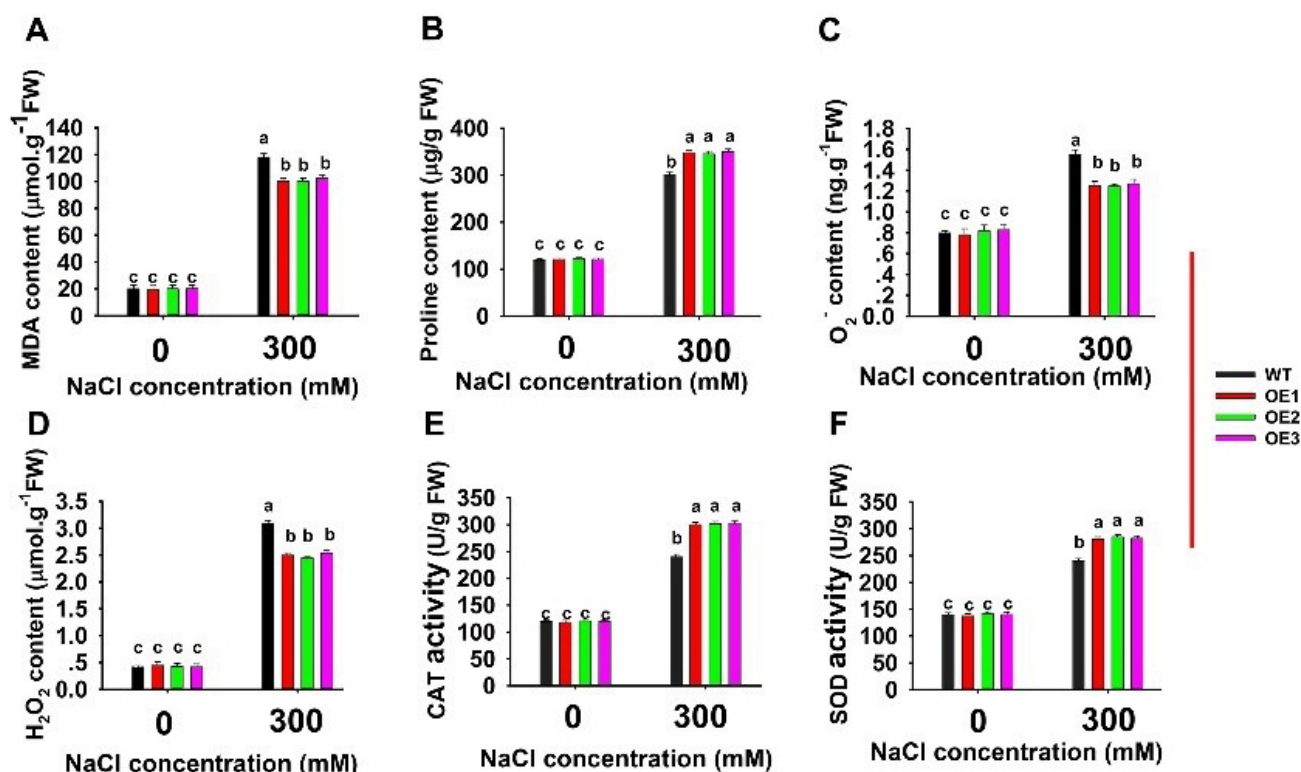 A
MDA content (μmol.g⁻¹FW)
140
120
100
80
60
40
20
0
a
b b b
c c c c
0 300
NaCl concentration (mM)
B
Proline content (μg/g FW)
400
300
200
100
0
a a a
b
c c c c
0 300
NaCl concentration (mM)
C
O₂⁻ content (ng.g⁻¹FW)
1.8
1.6
1.4
1.2
1.0
.8
.6
.4
.2
0.0
a
b b b
c c c c
0 300
NaCl concentration (mM)
WT
OE1
OE2
OE3
D
H₂O₂ content (μmol.g⁻¹FW)
3.5
3.0
2.5
2.0
1.5
1.0
.5
0.0
a
b b b
c c c c
0 300
NaCl concentration (mM)
E
CAT activity (U/g FW)
350
300
250
200
150
100
50
0
a a a
b
c c c c
0 300
NaCl concentration (mM)
F
SOD activity (U/g FW)
350
300
250
200
150
100
50
0
a a a
b
c c c c
0 300
NaCl concentration (mM)